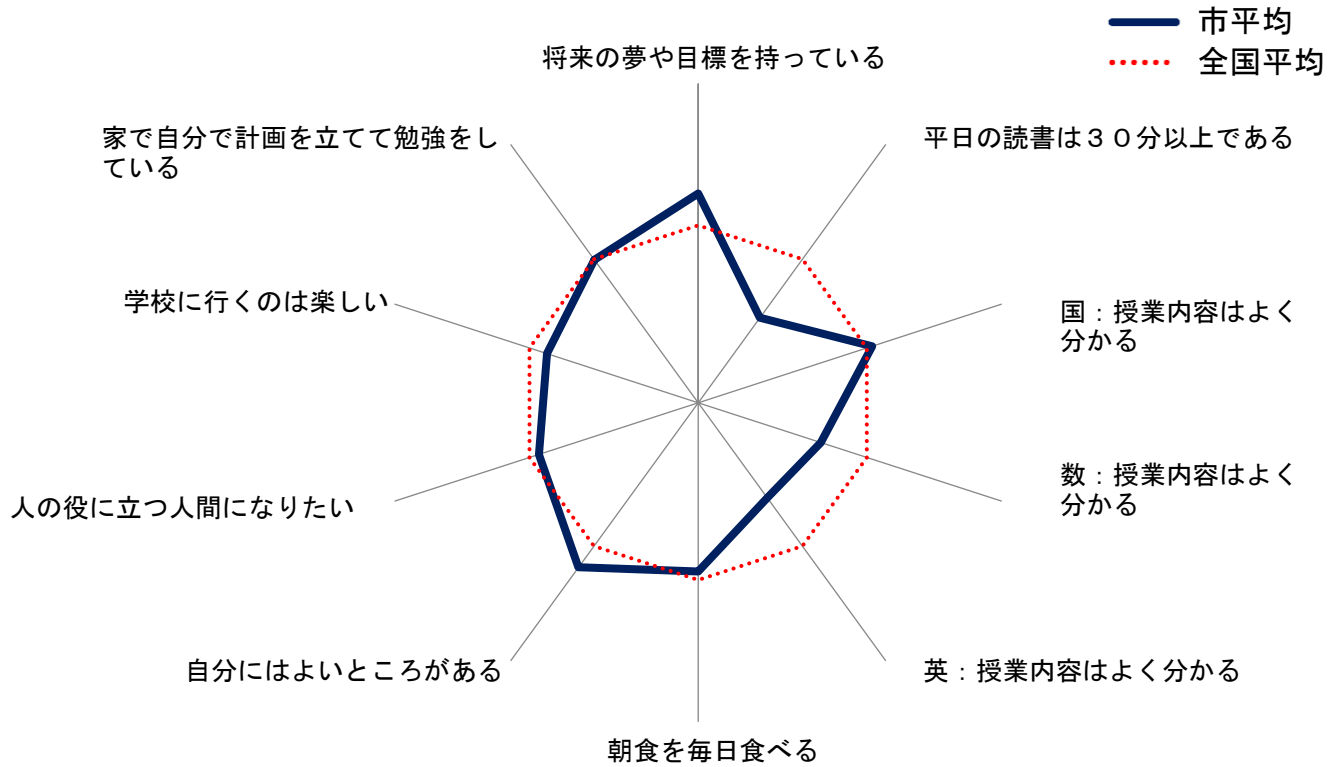 市平均
全国平均
将来の夢や目標を持っている
平日の読書は３０分以上である
国：授業内容はよく
分かる
数：授業内容はよく
分かる
英：授業内容はよく分かる
朝食を毎日食べる
自分にはよいところがある
人の役に立つ人間になりたい
学校に行くのは楽しい
家で自分で計画を立てて勉強をし
ている